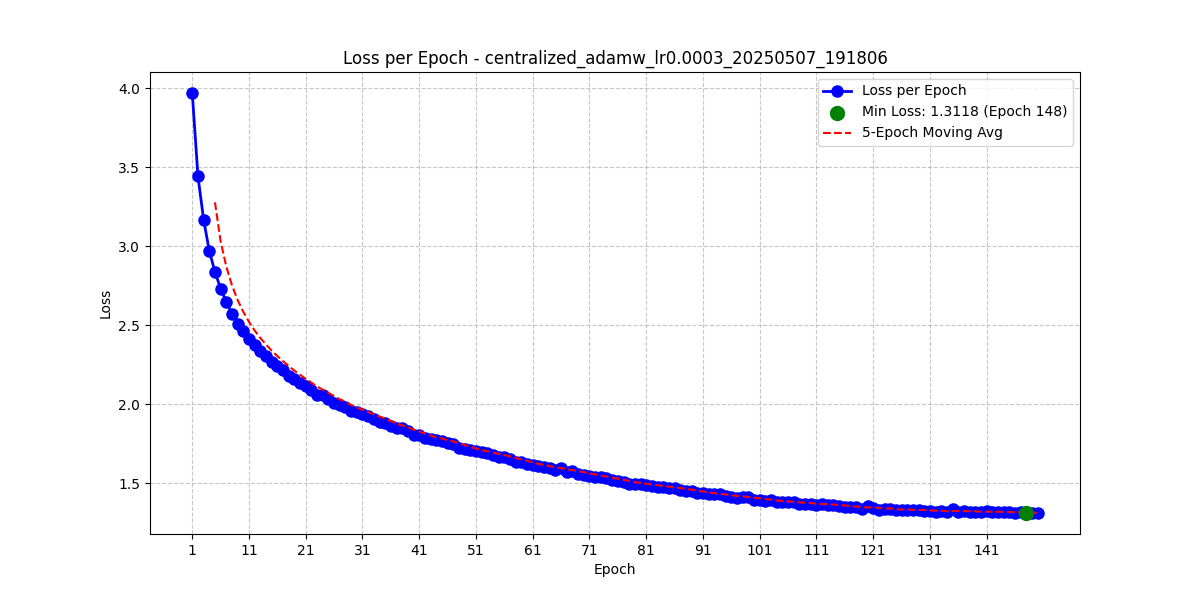 Loss per Epoch - centralized_adamw_lr0.0003_20250507_191806
Loss per Epoch
Min Loss: 1.3118 (Epoch 148)
5-Epoch Moving Avg
4.0
3.5
3.0
2.5
2.0
1.5
Loss
1 11 21 31 41 51 61 71 81 91 101 111 121 131 141
Epoch